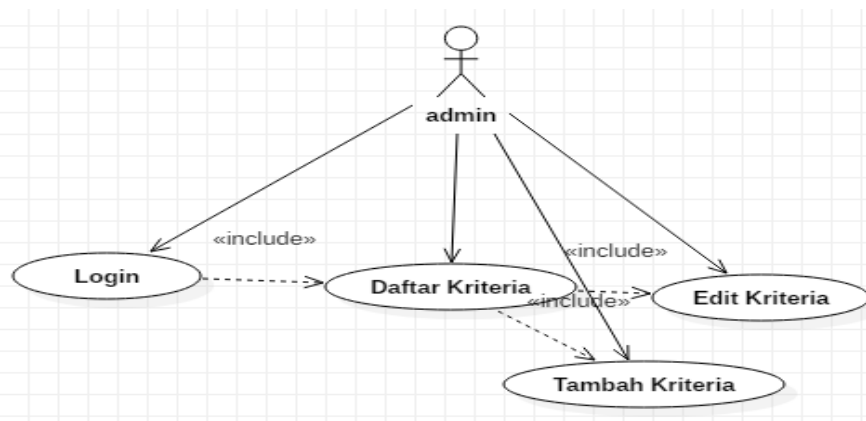 admin
«include»
«include»
Login
Daftar Kriteria
«include»
Edit Kriteria
Tambah Kriteria